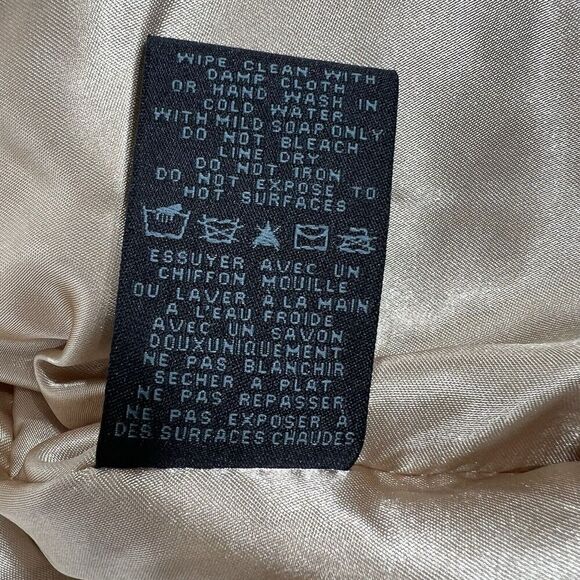 WIPE CLEAN WITH
DAMP CLOTH
OR HAND WASH IN
COLD WATER
WITH MILD SOAP ONLY
DO NOT BLEACH
LINE DRY
DO NOT IRON
DO NOT EXPOSE TO
HOT SURFACES
ESSUYER AVEC UN
CHIFFON MOUILLE
OU LAVER À LA MAIN
A L'EAU FROIDE
AVEC UN SAVON
DOUXUNIQUEMENT
NE PAS BLANCHIR
SECHER A PLAT
NE PAS REPASSER
NE PAS EXPOSER A
DES SURFACES CHAUDES